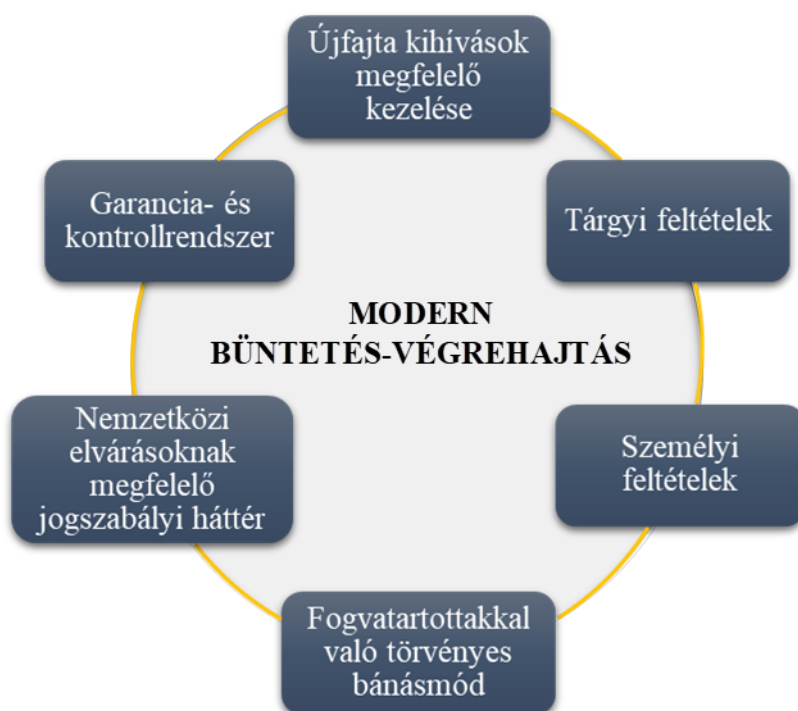 Újfajta kihívások
megfelelő
kezelése
Garancia- és
kontrollrendszer
Tárgyi feltételek
MODERN
BÜNTETÉS-VÉGREHAJTÁS
Nemzetközi
elvárásoknak
megfelelő
jogszabályi háttér
Személyi
feltételek
Fogvatartottakkal
való törvényes
bánásmód